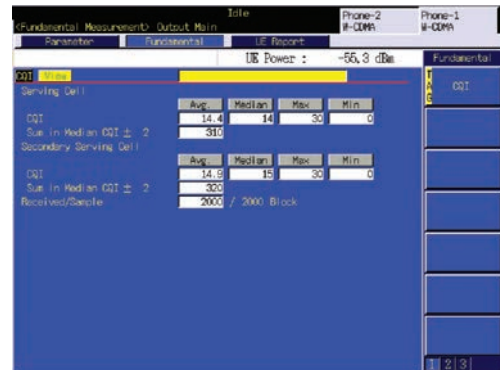 Idle
<Fundamental Measurement> Output Main
Phone-2
W-CDMA
Phone-1
W-CDMA
Parameter Fundamental UE Report
UE Power : -55.3 dBm
Fundamental
CQI View
TAG
CQI
Serving Cell
Avg. Median Max Min
CQI 14.4 14 30 0
Sum in Median CQI ± 2 310
Secondary Serving Cell
Avg. Median Max Min
CQI 14.9 15 30 0
Sum in Median CQI ± 2 320
Received/Sample 2000 / 2000 Block
1 2 3